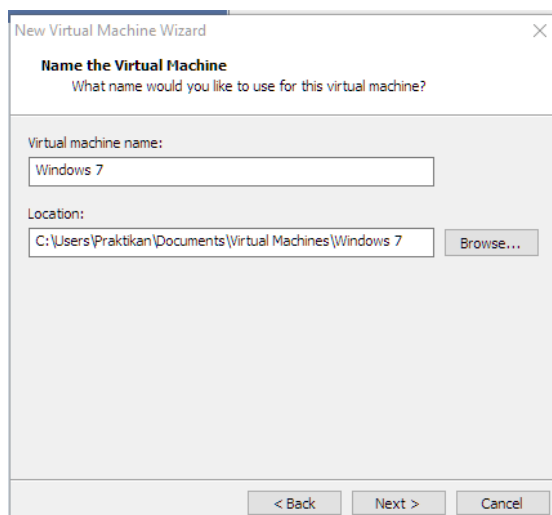 New Virtual Machine Wizard
Name the Virtual Machine
What name would you like to use for this virtual machine?
Virtual machine name:
Windows 7
Location:
C:\Users\Praktikan\Documents\Virtual Machines\Windows 7
Browse...
< Back Next > Cancel